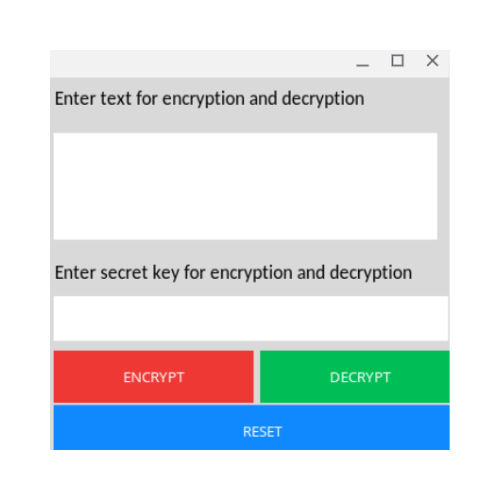 Enter text for encryption and decryption
Enter secret key for encryption and decryption
ENCRYPT DECRYPT
RESET